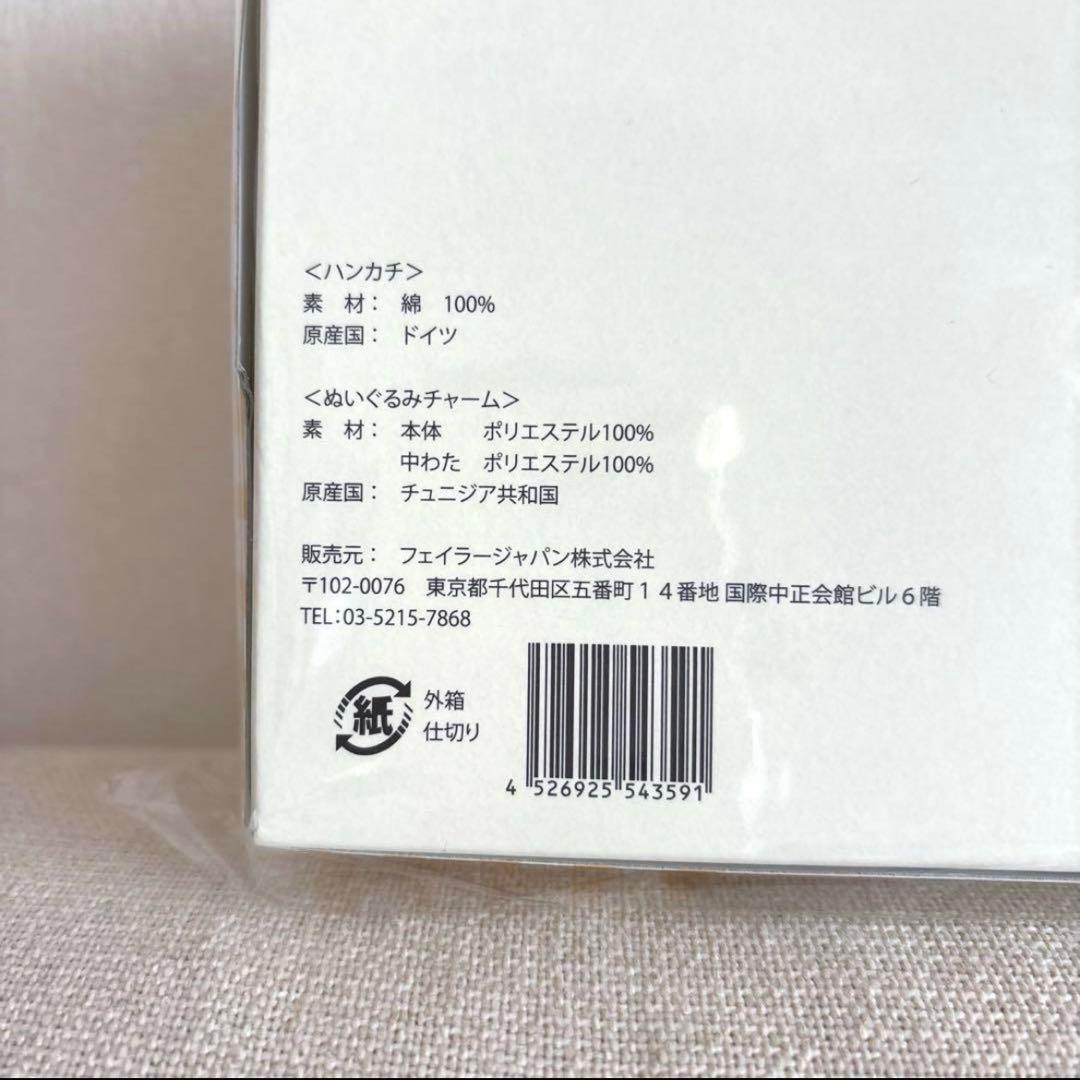 ＜ハンカチ＞
素　材：　綿　100%
原産国：　ドイツ
＜ぬいぐるみチャーム＞
素　材：　本体　　ポリエステル100%
中わた　ポリエステル100%
原産国：　チュニジア共和国
販売元：　フェイラージャパン株式会社
〒102-0076　東京都千代田区五番町１４番地 国際中正会館ビル６階
TEL：03-5215-7868
紙
外箱
仕切り
4 526925 543591